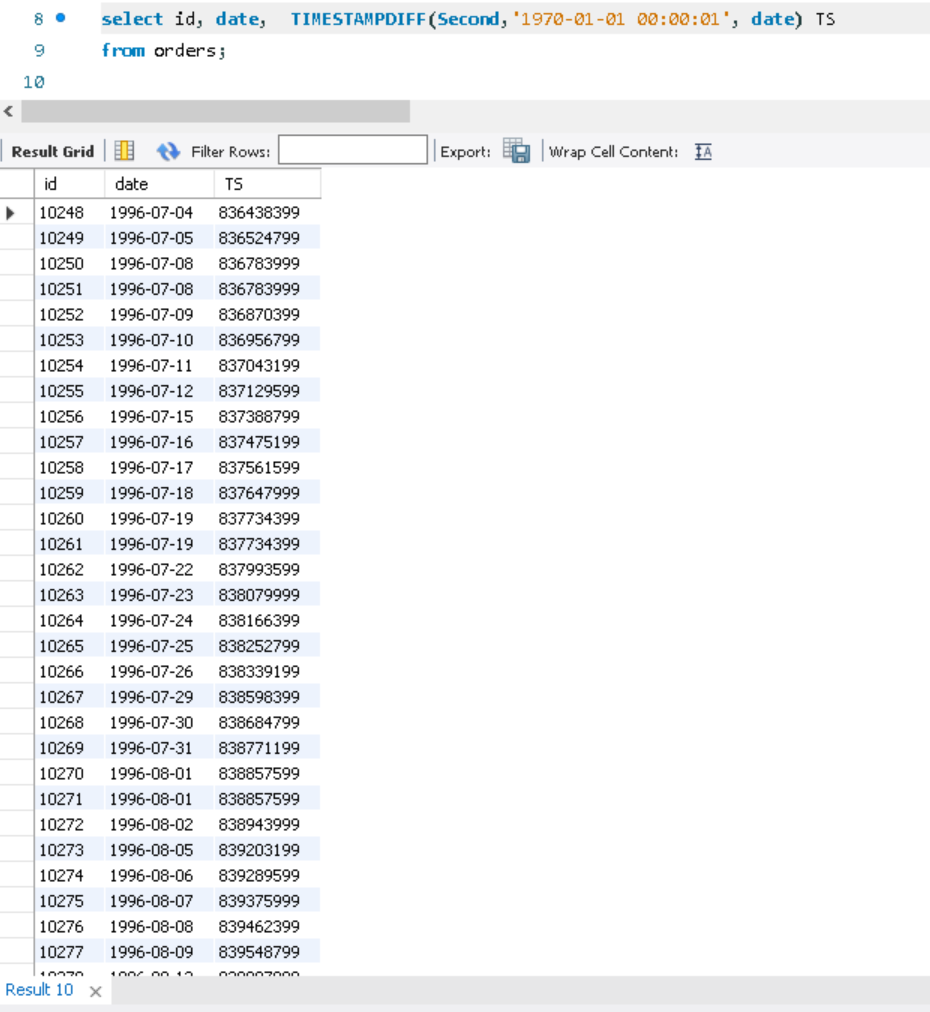 8 select id, date, TIMESTAMPDIFF(Second,'1970-01-01 00:00:01', date) TS
9 from orders;
10
Result Grid Filter Rows: Export: Wrap Cell Content:
id date TS
10248 1996-07-04 836438399
10249 1996-07-05 836524799
10250 1996-07-08 836783999
10251 1996-07-08 836783999
10252 1996-07-09 836870399
10253 1996-07-10 836956799
10254 1996-07-11 837043199
10255 1996-07-12 837129599
10256 1996-07-15 837388799
10257 1996-07-16 837475199
10258 1996-07-17 837561599
10259 1996-07-18 837647999
10260 1996-07-19 837734399
10261 1996-07-19 837734399
10262 1996-07-22 837993599
10263 1996-07-23 838079999
10264 1996-07-24 838166399
10265 1996-07-25 838252799
10266 1996-07-26 838339199
10267 1996-07-29 838598399
10268 1996-07-30 838684799
10269 1996-07-31 838771199
10270 1996-08-01 838857599
10271 1996-08-01 838857599
10272 1996-08-02 838943999
10273 1996-08-05 839203199
10274 1996-08-06 839289599
10275 1996-08-07 839375999
10276 1996-08-08 839462399
10277 1996-08-09 839548799
Result 10